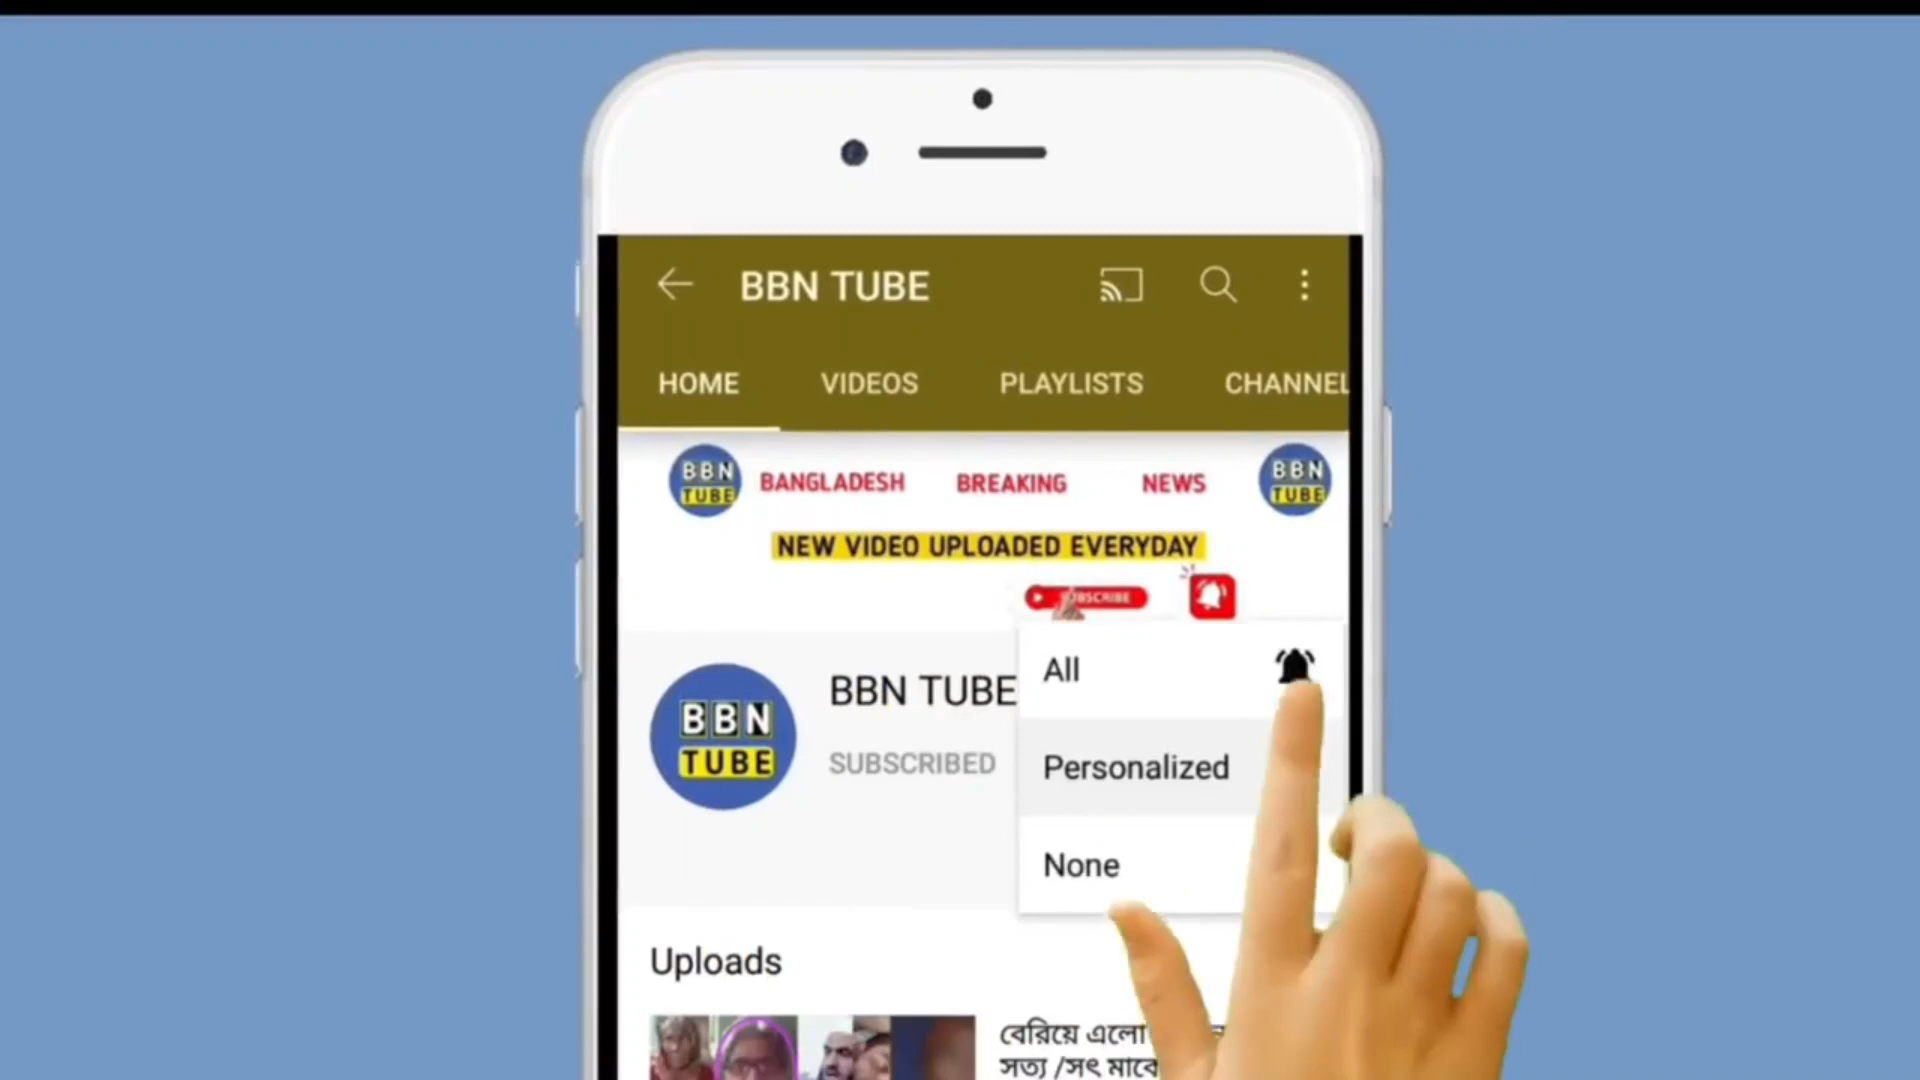 BBN TUBE
HOME VIDEOS PLAYLISTS CHANNEL
BBN TUBE
BANGLADESH BREAKING NEWS
BBN TUBE
NEW VIDEO UPLOADED EVERYDAY
SUBSCRIBE
BBN TUBE
BBN TUBE
SUBSCRIBED
All
Personalized
None
Uploads
বেরিয়ে এলো
সত্য /সৎ